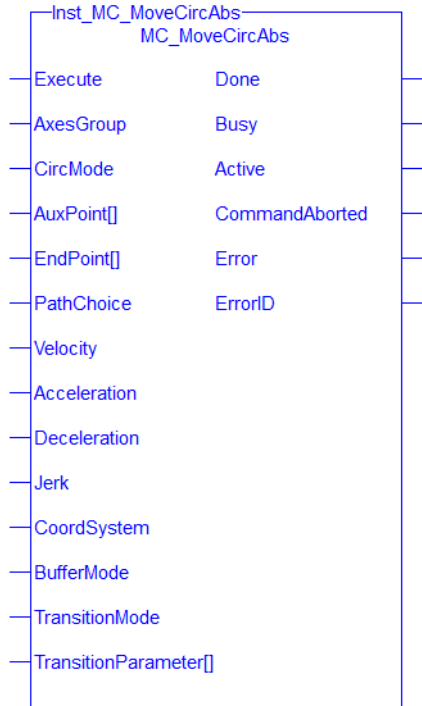 Inst_MC_MoveCircAbs
MC_MoveCircAbs
Execute Done
AxesGroup Busy
CircMode Active
AuxPoint[] CommandAborted
EndPoint[] Error
PathChoice ErrorID
Velocity
Acceleration
Deceleration
Jerk
CoordSystem
BufferMode
TransitionMode
TransitionParameter[]